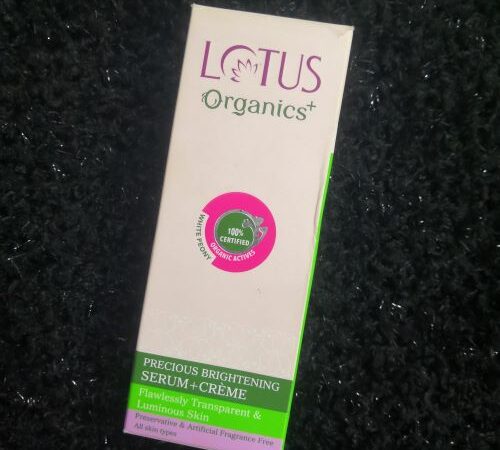 LOTUS
Organics+
WHITE PEONY
100%
CERTIFIED
ORGANIC ACTIVES
PRECIOUS BRIGHTENING
SERUM+CRÈME
Flawlessly Transparent &
Luminous Skin
Preservative & Artificial Fragrance Free
All skin types